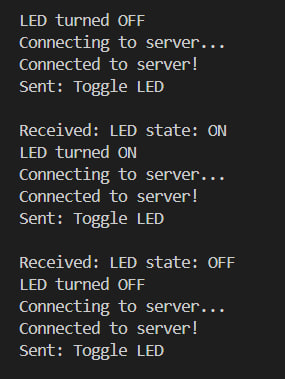 LED turned OFF
Connecting to server...
Connected to server!
Sent: Toggle LED
Received: LED state: ON
LED turned ON
Connecting to server...
Connected to server!
Sent: Toggle LED
Received: LED state: OFF
LED turned OFF
Connecting to server...
Connected to server!
Sent: Toggle LED